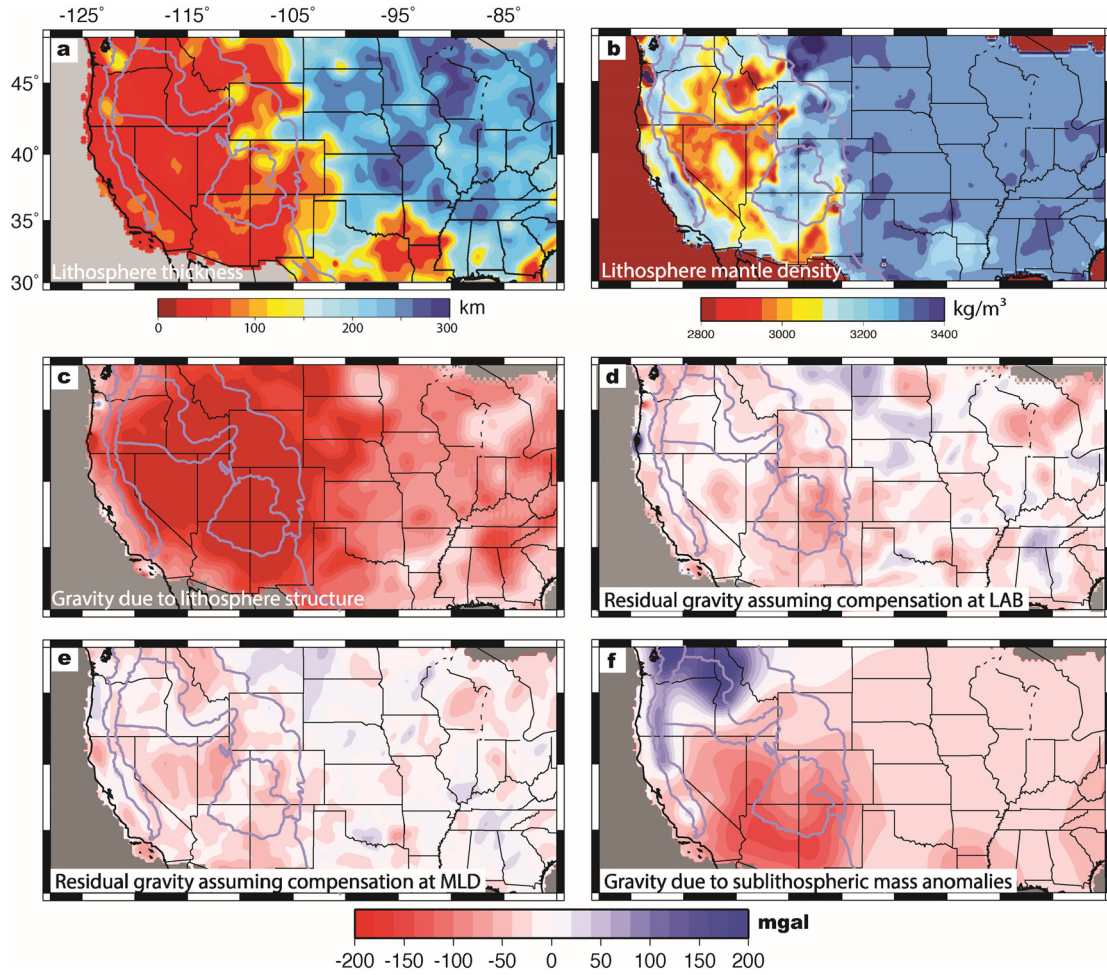 -125° -115° -105° -95° -85°
a
45°
40°
35°
30°
Lithosphere thickness
b
Lithosphere mantle density
km
0 100 200 300
kg/m³
2800 3000 3200 3400
c
Gravity due to lithosphere structure
d
Residual gravity assuming compensation at LAB
e
Residual gravity assuming compensation at MLD
f
Gravity due to sublithospheric mass anomalies
mgal
-200 -150 -100 -50 0 50 100 150 200